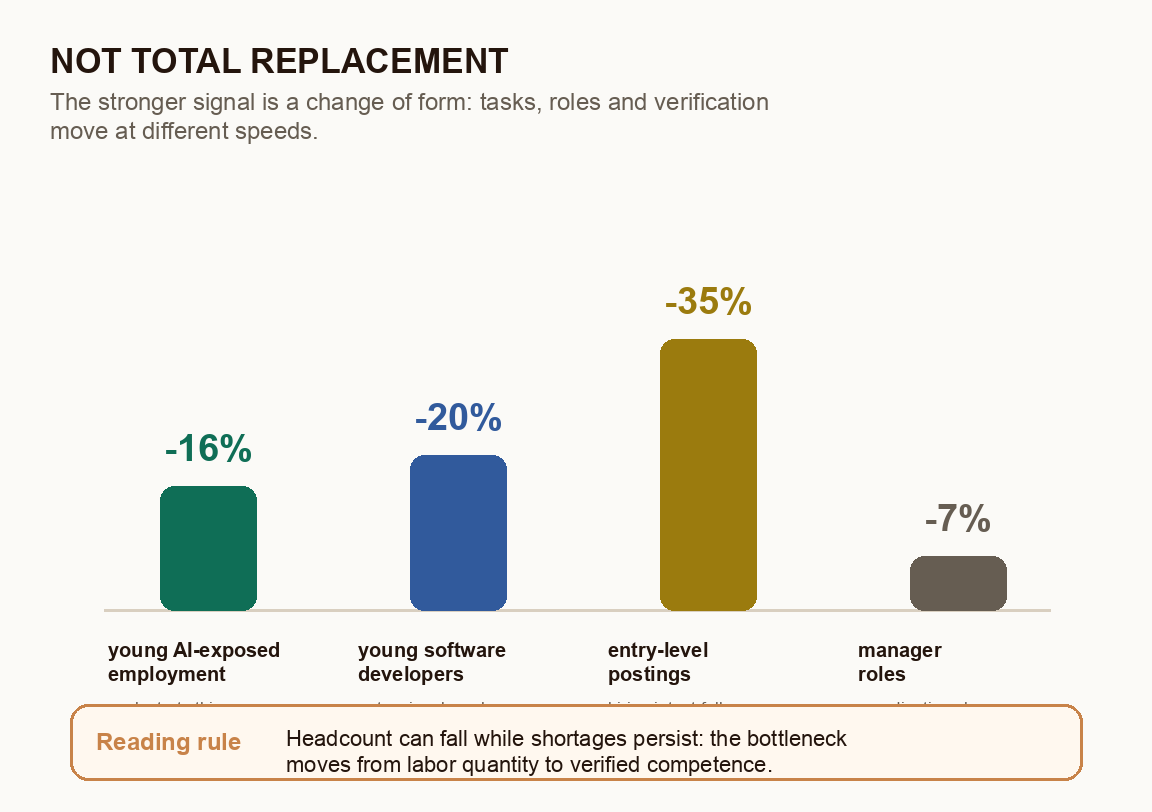 NOT TOTAL REPLACEMENT
The stronger signal is a change of form: tasks, roles and verification
move at different speeds.
-16%
-20%
-35%
-7%
young AI-exposed
employment
young software
developers
entry-level
postings
manager
roles
Reading rule
Headcount can fall while shortages persist: the bottleneck
moves from labor quantity to verified competence.